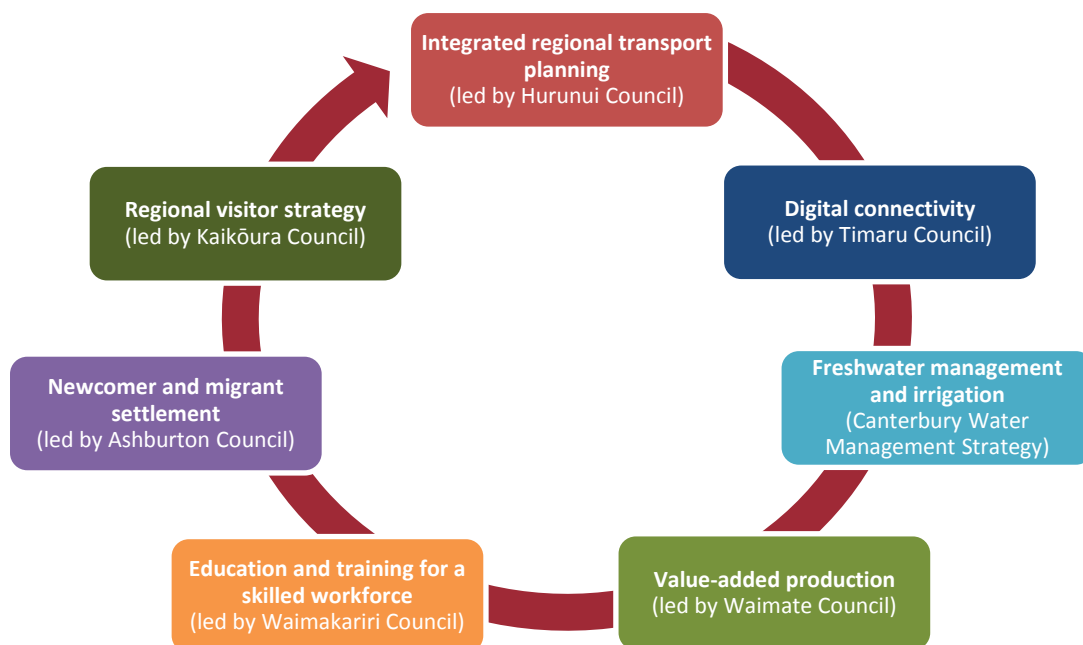 Integrated regional transport
planning
(led by Hurunui Council)
Digital connectivity
(led by Timaru Council)
Freshwater management
and irrigation
(Canterbury Water
Management Strategy)
Value-added production
(led by Waimate Council)
Education and training for a
skilled workforce
(led by Waimakariri Council)
Newcomer and migrant
settlement
(led by Ashburton Council)
Regional visitor strategy
(led by Kaikōura Council)